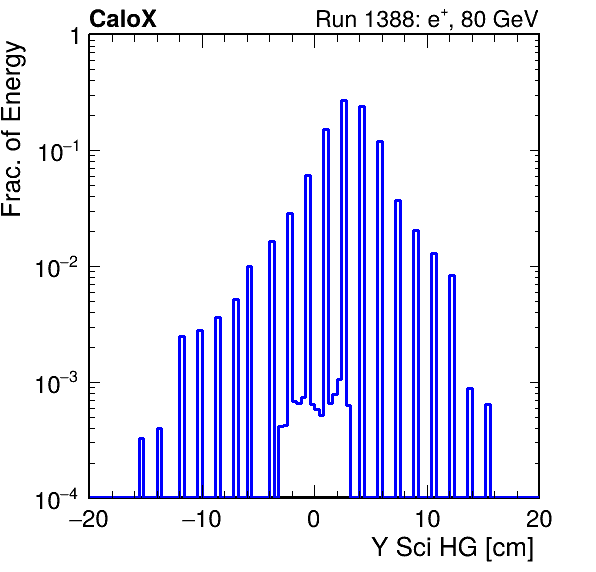 CaloX Run 1388: e⁺, 80 GeV
Frac. of Energy
1
10⁻¹
10⁻²
10⁻³
10⁻⁴
−20 −10 0 10 20
Y Sci HG [cm]